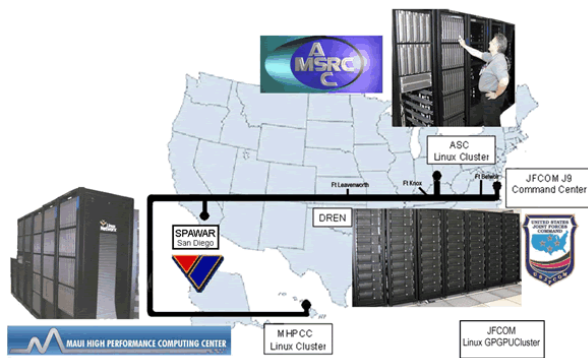 A
MSRC
C
ASC
Linux Cluster
Ft Leavenworth
Ft Knox
Ft Belvoir
JFCOM J9
Command Center
SPAWAR
San Diego
DREN
UNITED STATES
JOINT FORCES
COMMAND
MHPCC
Linux Cluster
JFCOM
Linux GPGPUCluster
MAUI HIGH PERFORMANCE COMPUTING CENTER